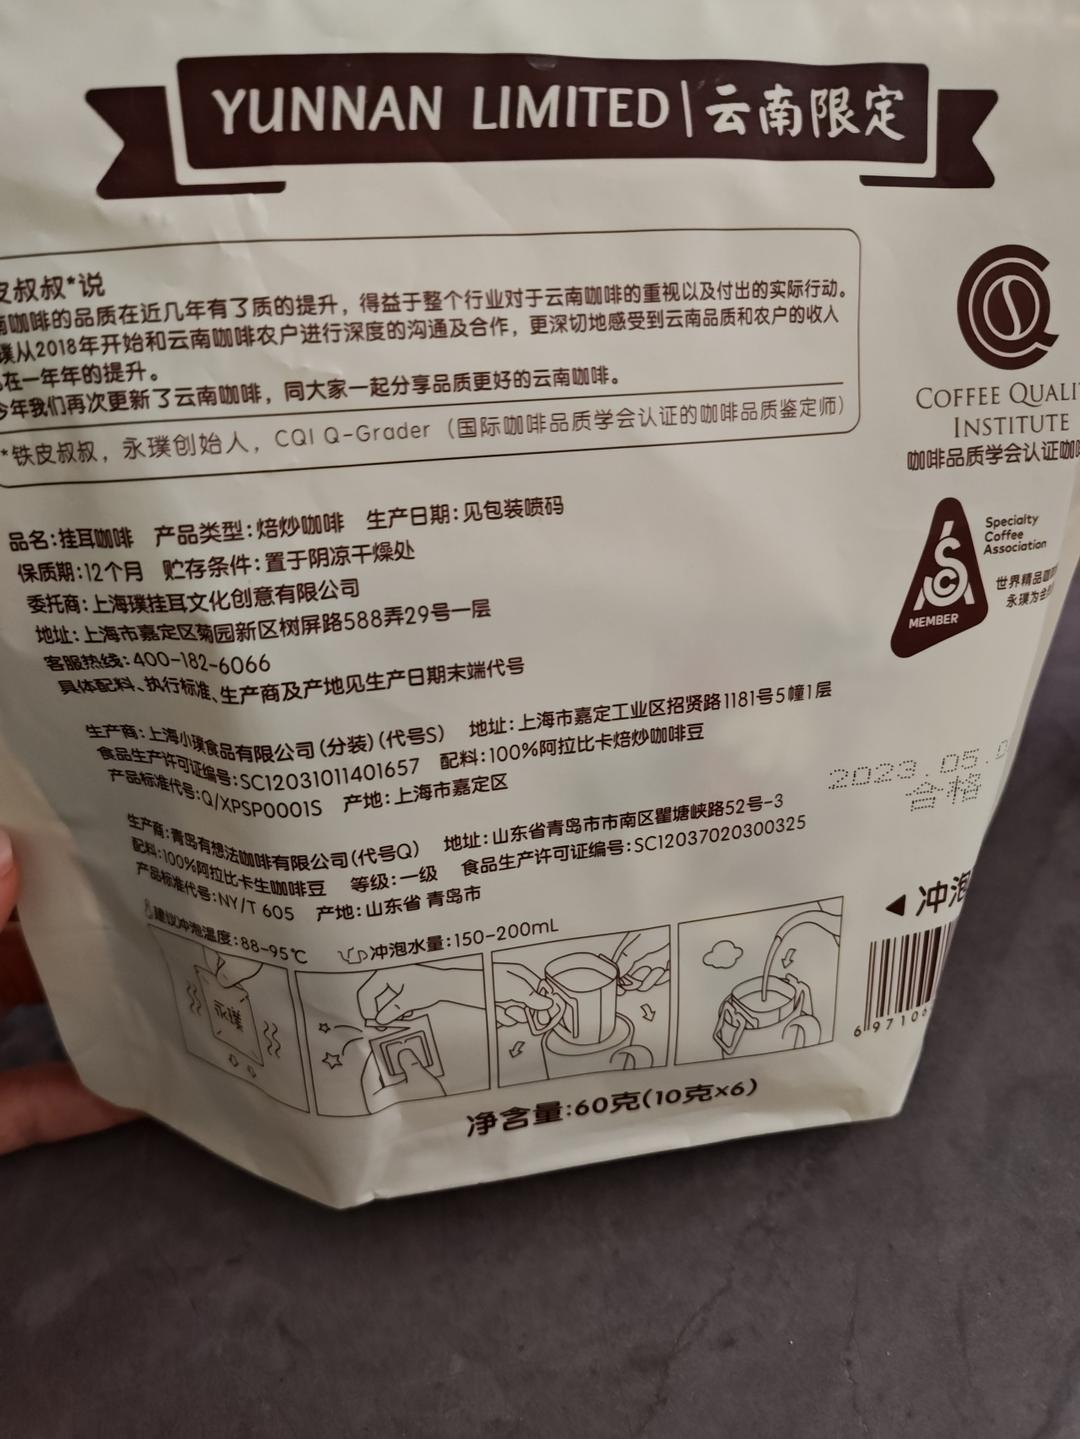 YUNNAN LIMITED|云南限定
皮叔叔*说
南咖啡的品质在近几年有了质的提升，得益于整个行业对于云南咖啡的重视以及付出的实际行动。
璞从2018年开始和云南咖啡农户进行深度的沟通及合作，更深切地感受到云南品质和农户的收入
在一年年的提升。
今年我们再次更新了云南咖啡，同大家一起分享品质更好的云南咖啡。
*铁皮叔叔，永璞创始人，CQI Q-Grader（国际咖啡品质学会认证的咖啡品质鉴定师）
COFFEE QUALI
INSTITUTE
咖啡品质学会认证咖
Specialty
Coffee
Association
世界精品咖
永璞为会
SCA
MEMBER
品名:挂耳咖啡 产品类型:焙炒咖啡 生产日期:见包装喷码
保质期:12个月 贮存条件:置于阴凉干燥处
委托商:上海璞挂耳文化创意有限公司
地址:上海市嘉定区菊园新区树屏路588弄29号一层
客服热线:400-182-6066
具体配料、执行标准、生产商及产地见生产日期末端代号
生产商:上海小璞食品有限公司(分装)(代号S) 地址:上海市嘉定工业区招贤路1181号5幢1层
食品生产许可证编号:SC12031011401657 配料:100%阿拉比卡焙炒咖啡豆
产品标准代号:Q/XPSP0001S 产地:上海市嘉定区
2023.05.0
合格
生产商:青岛有想法咖啡有限公司(代号Q) 地址:山东省青岛市市南区瞿塘峡路52号-3
配料:100%阿拉比卡生咖啡豆 等级:一级 食品生产许可证编号:SC12037020300325
产品标准代号:NY/T 605 产地:山东省 青岛市
建议冲泡温度:88-95℃ 冲泡水量:150-200mL
◀冲泡
6 97106
净含量:60克(10克×6)